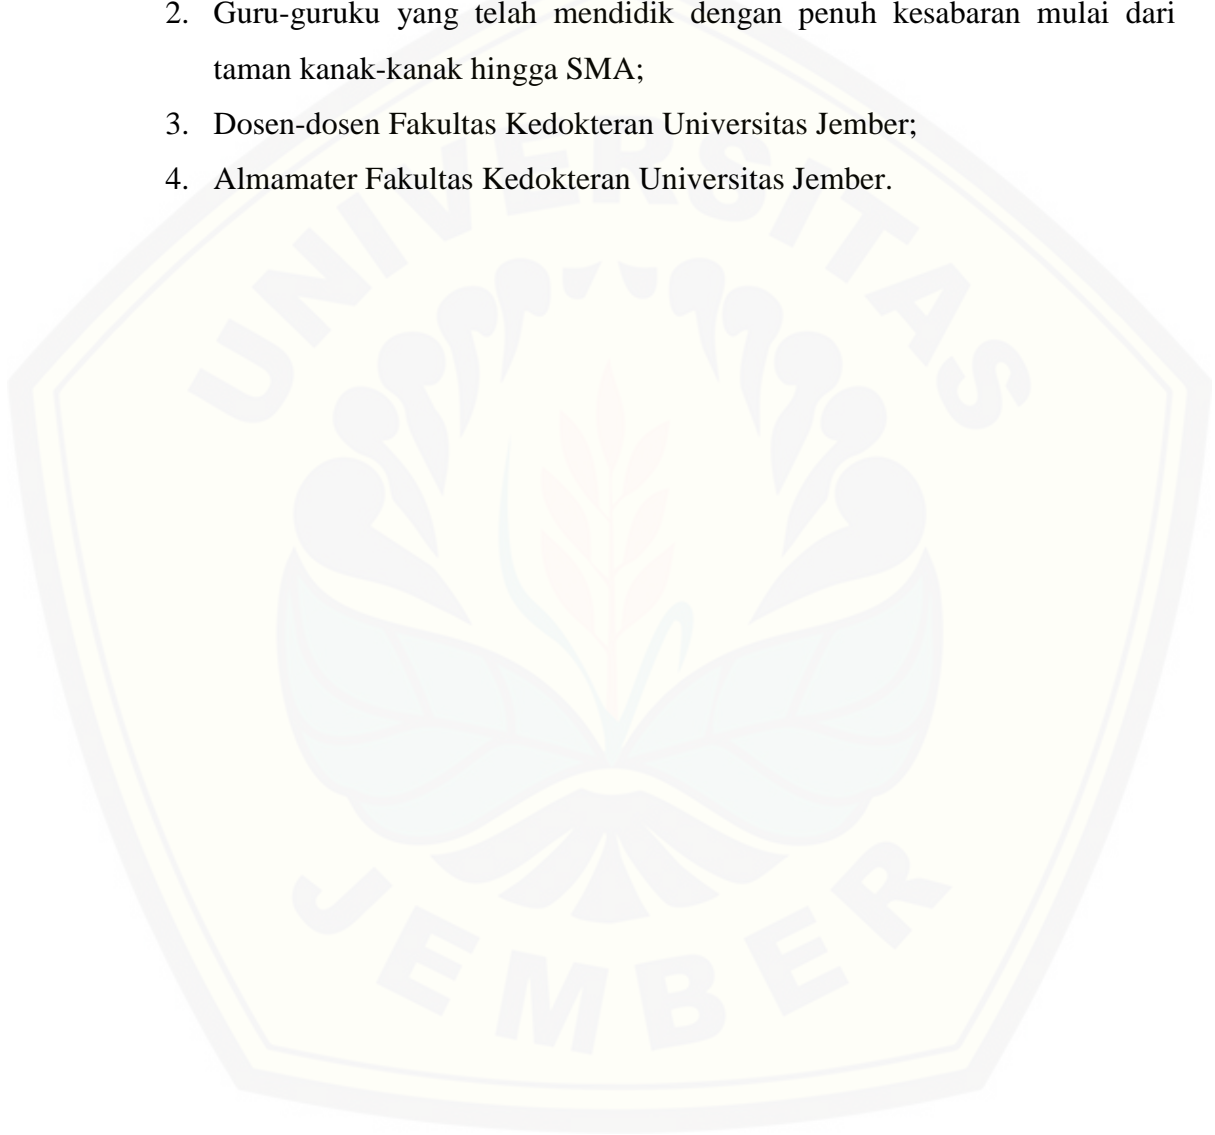 2. Guru-guruku yang telah mendidik dengan penuh kesabaran mulai dari
taman kanak-kanak hingga SMA;
3. Dosen-dosen Fakultas Kedokteran Universitas Jember;
4. Almamater Fakultas Kedokteran Universitas Jember.
UNIVERSITAS
JEMBER